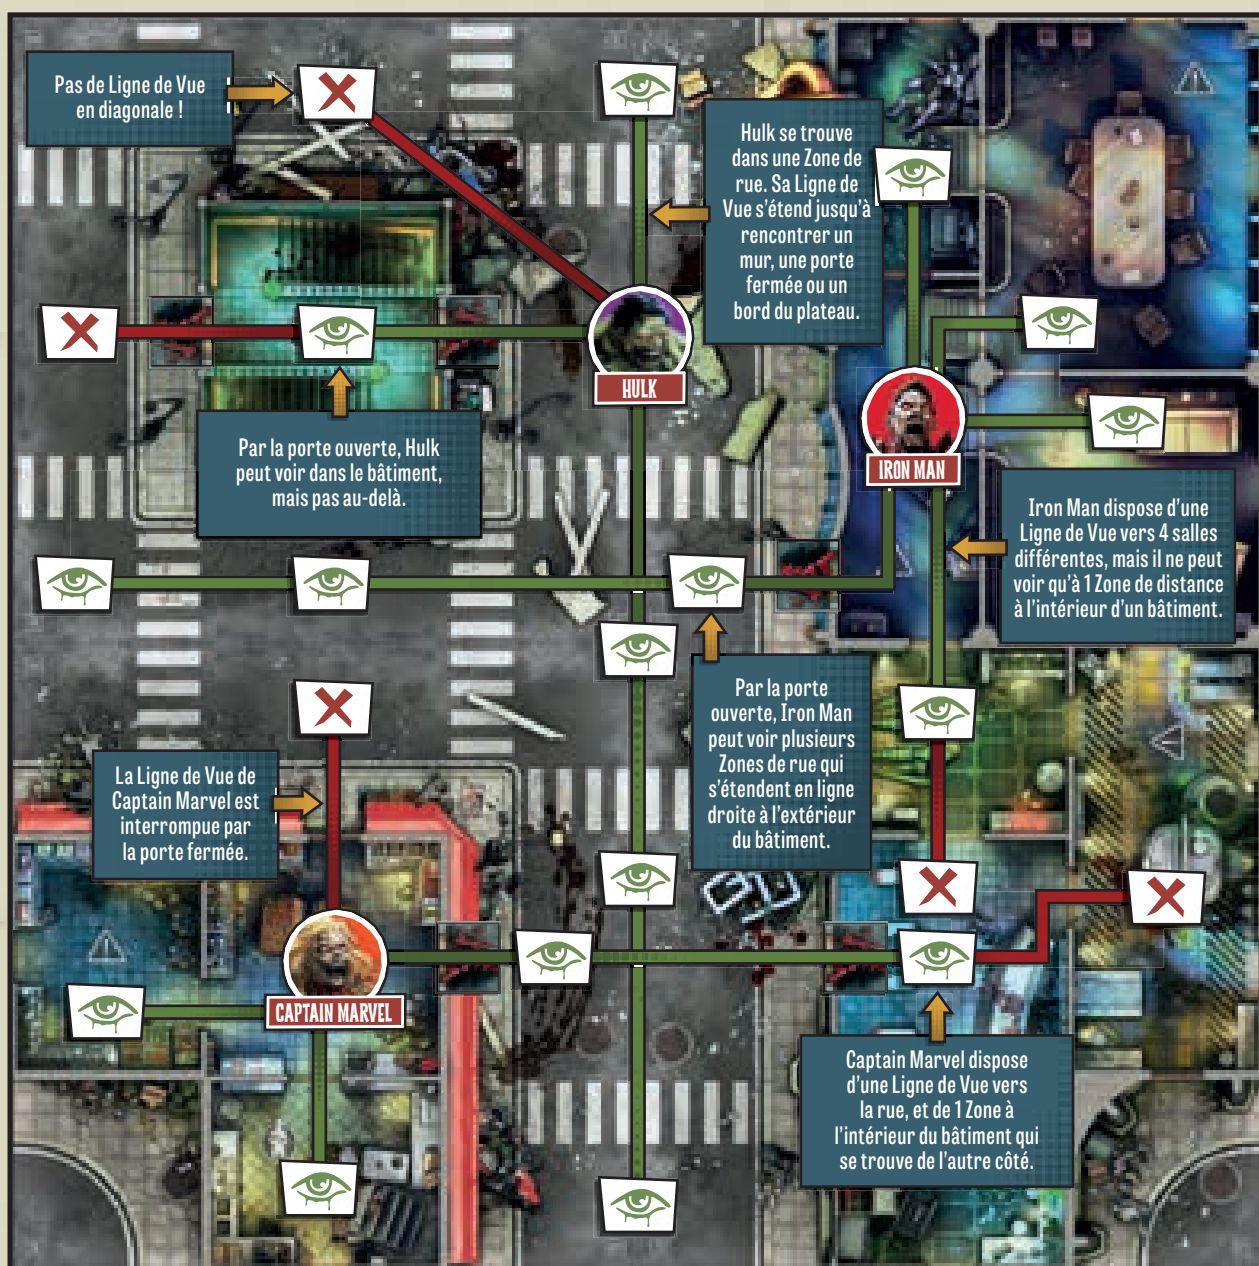 Pas de Ligne de Vue
en diagonale !
Hulk se trouve
dans une Zone de
rue. Sa Ligne de
Vue s'étend jusqu'à
rencontrer un
mur, une porte
fermée ou un
bord du plateau.
HULK
Par la porte ouverte, Hulk
peut voir dans le bâtiment,
mais pas au-delà.
IRON MAN
Iron Man dispose d'une
Ligne de Vue vers 4 salles
différentes, mais il ne peut
voir qu'à 1 Zone de distance
à l'intérieur d'un bâtiment.
Par la porte
ouverte, Iron Man
peut voir plusieurs
Zones de rue qui
s'étendent en ligne
droite à l'extérieur
du bâtiment.
La Ligne de Vue de
Captain Marvel est
interrompue par
la porte fermée.
CAPTAIN MARVEL
Captain Marvel dispose
d'une Ligne de Vue vers
la rue, et de 1 Zone à
l'intérieur du bâtiment qui
se trouve de l'autre côté.